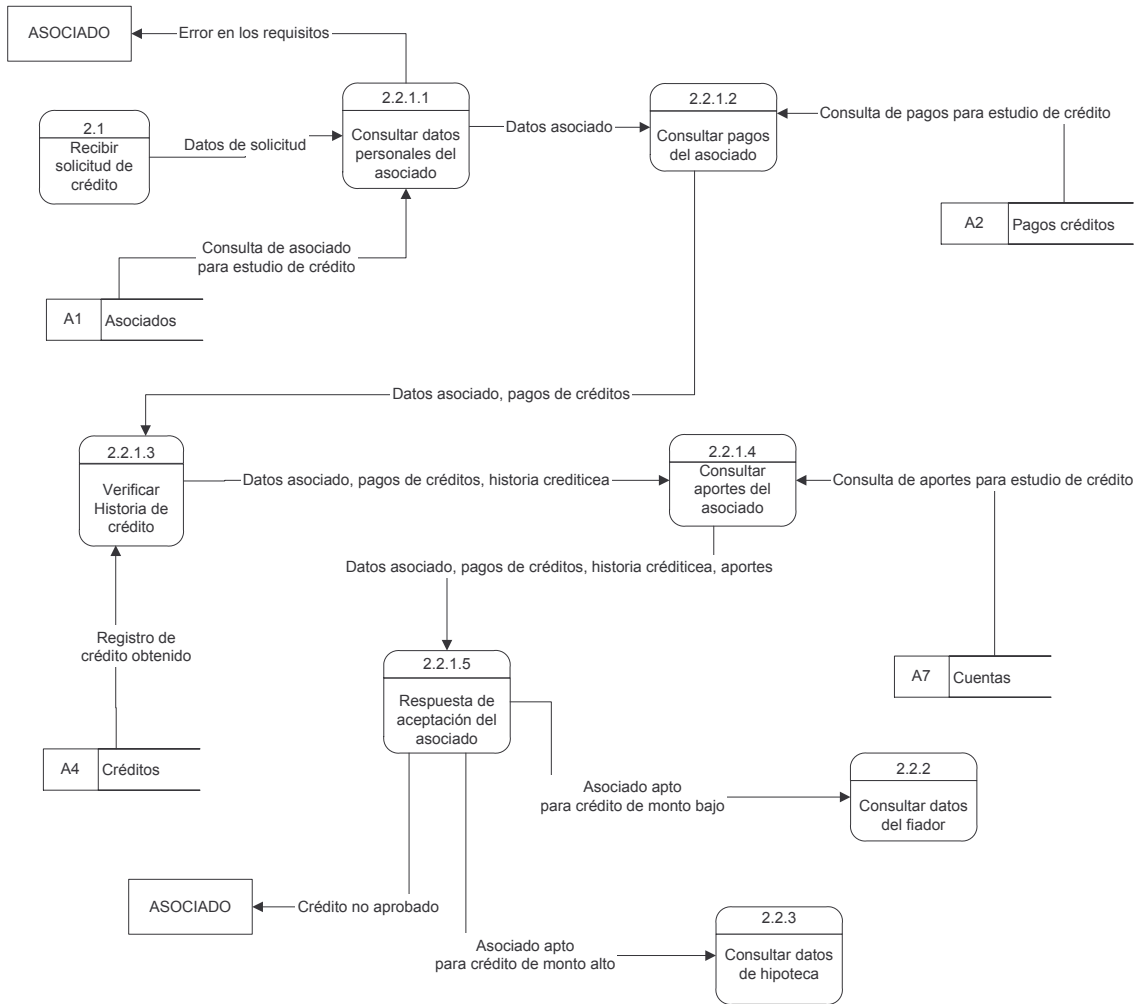 ASOCIADO
Error en los requisitos
2.1
Recibir
solicitud de
crédito
Datos de solicitud
2.2.1.1
Consultar datos
personales del
asociado
Datos asociado
2.2.1.2
Consultar pagos
del asociado
Consulta de pagos para estudio de crédito
A2
Pagos créditos
Consulta de asociado
para estudio de crédito
A1
Asociados
Datos asociado, pagos de créditos
2.2.1.3
Verificar
Historia de
crédito
Datos asociado, pagos de créditos, historia crediticea
2.2.1.4
Consultar
aportes del
asociado
Consulta de aportes para estudio de crédito
Datos asociado, pagos de créditos, historia créditicea, aportes
Registro de
crédito obtenido
2.2.1.5
Respuesta de
aceptación del
asociado
A7
Cuentas
A4
Créditos
Asociado apto
para crédito de monto bajo
2.2.2
Consultar datos
del fiador
ASOCIADO
Crédito no aprobado
Asociado apto
para crédito de monto alto
2.2.3
Consultar datos
de hipoteca